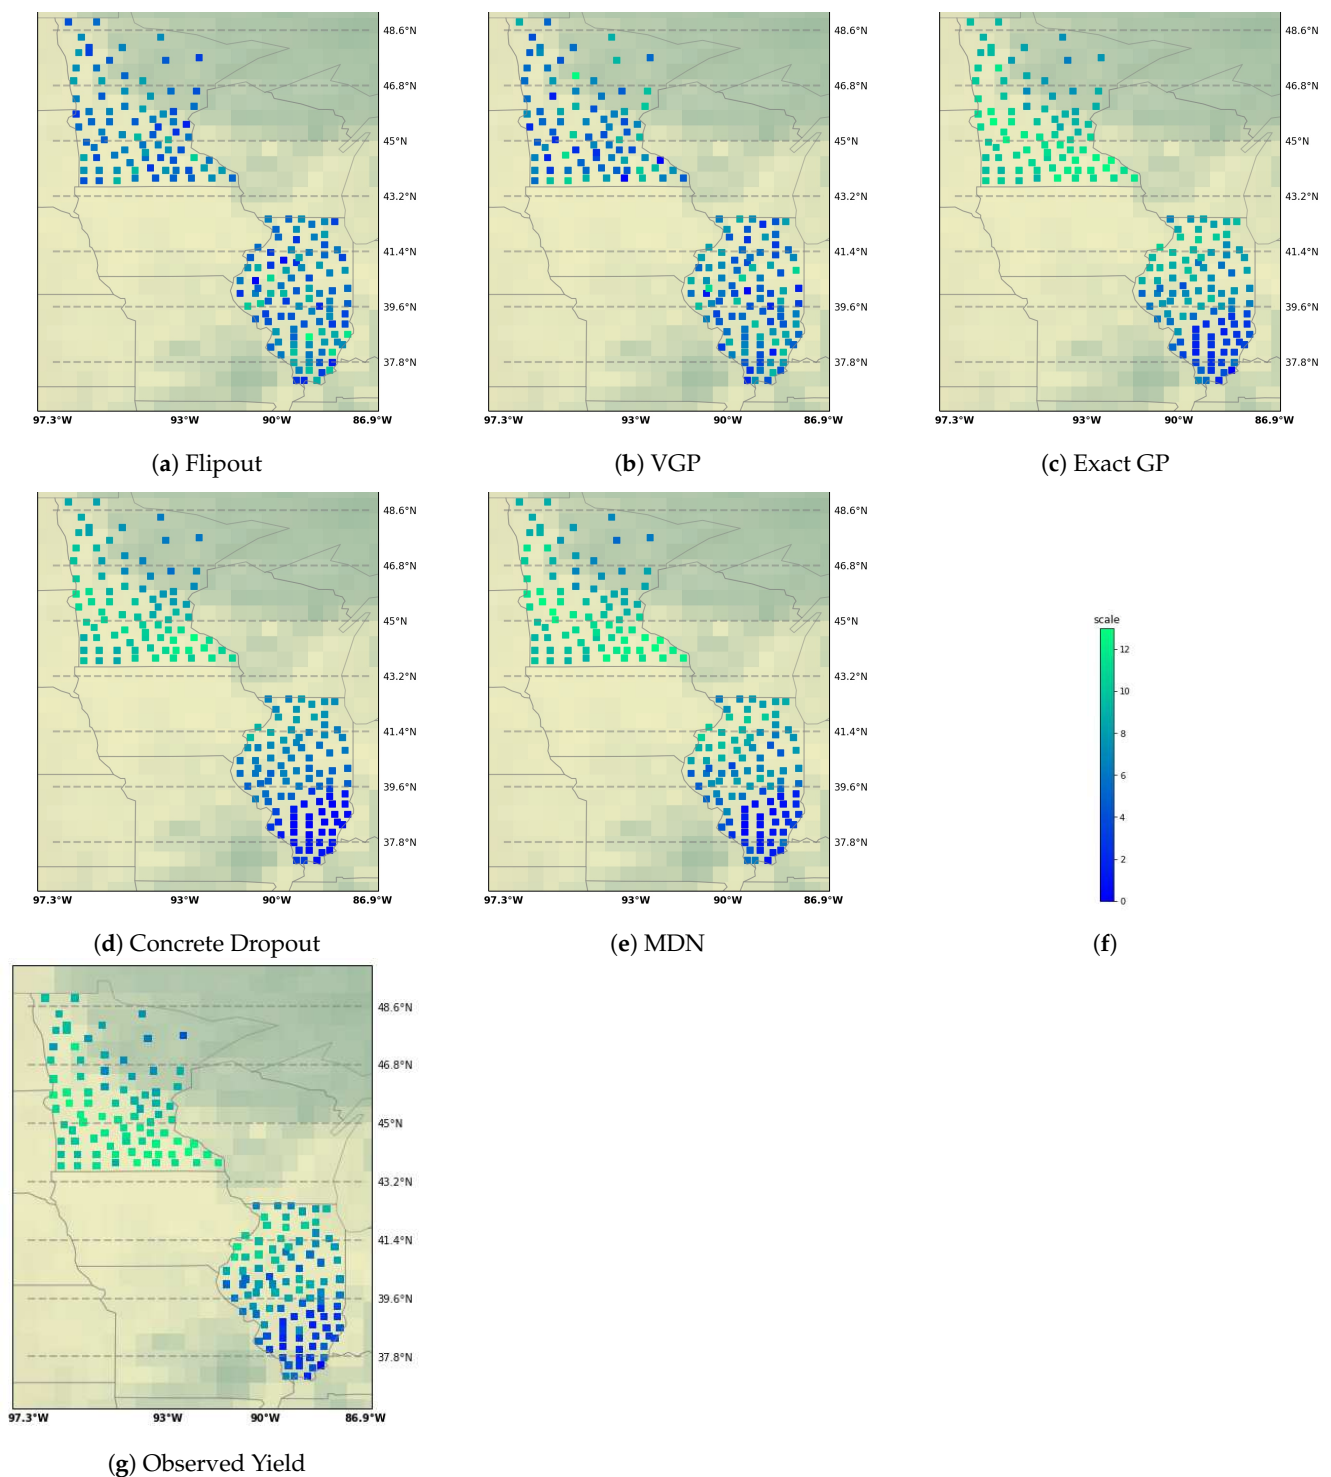 48.6°N
46.8°N
45°N
43.2°N
41.4°N
39.6°N
37.8°N
97.3°W 93°W 90°W 86.9°W
(a) Flipout
48.6°N
46.8°N
45°N
43.2°N
41.4°N
39.6°N
37.8°N
97.3°W 93°W 90°W 86.9°W
(b) VGP
48.6°N
46.8°N
45°N
43.2°N
41.4°N
39.6°N
37.8°N
97.3°W 93°W 90°W 86.9°W
(c) Exact GP
48.6°N
46.8°N
45°N
43.2°N
41.4°N
39.6°N
37.8°N
97.3°W 93°W 90°W 86.9°W
(d) Concrete Dropout
48.6°N
46.8°N
45°N
43.2°N
41.4°N
39.6°N
37.8°N
97.3°W 93°W 90°W 86.9°W
(e) MDN
scale
12
10
8
6
4
2
0
(f)
48.6°N
46.8°N
45°N
43.2°N
41.4°N
39.6°N
37.8°N
97.3°W 93°W 90°W 86.9°W
(g) Observed Yield